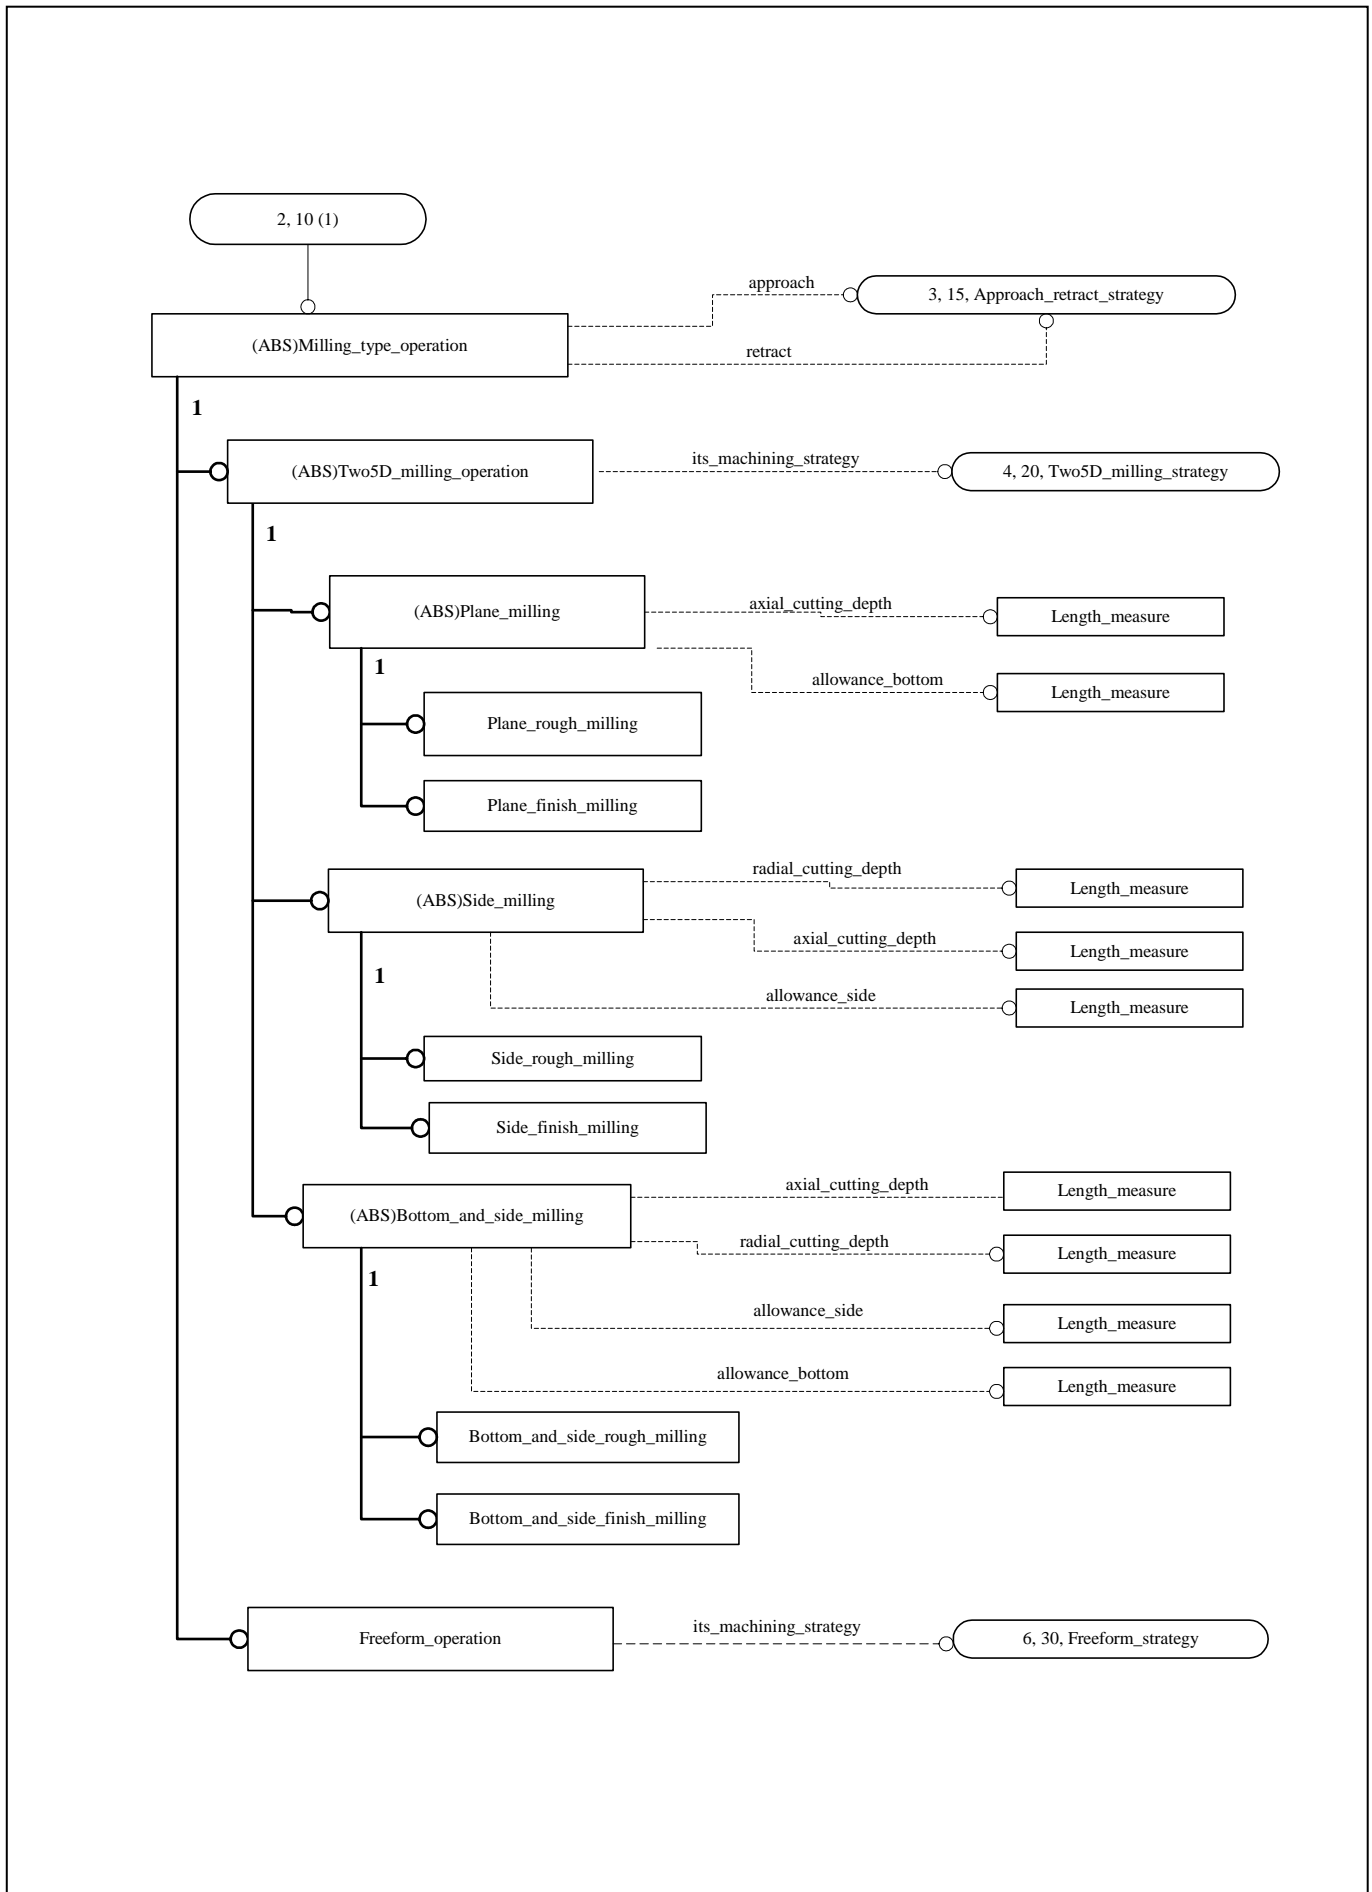 2, 10 (1)
approach
3, 15, Approach_retract_strategy
(ABS)Milling_type_operation
retract
1
(ABS)Two5D_milling_operation
its_machining_strategy
4, 20, Two5D_milling_strategy
1
(ABS)Plane_milling
axial_cutting_depth
Length_measure
1
allowance_bottom
Length_measure
Plane_rough_milling
Plane_finish_milling
(ABS)Side_milling
radial_cutting_depth
Length_measure
axial_cutting_depth
Length_measure
1
allowance_side
Length_measure
Side_rough_milling
Side_finish_milling
(ABS)Bottom_and_side_milling
axial_cutting_depth
Length_measure
radial_cutting_depth
Length_measure
1
allowance_side
Length_measure
allowance_bottom
Length_measure
Bottom_and_side_rough_milling
Bottom_and_side_finish_milling
Freeform_operation
its_machining_strategy
6, 30, Freeform_strategy